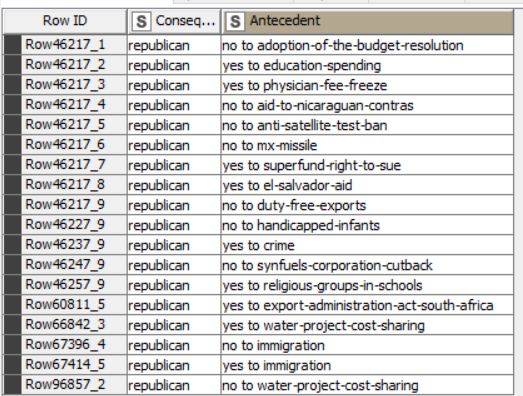 Row ID S Conseq... S Antecedent
Row46217_1 republican no to adoption-of-the-budget-resolution
Row46217_2 republican yes to education-spending
Row46217_3 republican yes to physician-fee-freeze
Row46217_4 republican no to aid-to-nicaraguan-contras
Row46217_5 republican no to anti-satellite-test-ban
Row46217_6 republican no to mx-missile
Row46217_7 republican yes to superfund-right-to-sue
Row46217_8 republican yes to el-salvador-aid
Row46217_9 republican no to duty-free-exports
Row46227_9 republican no to handicapped-infants
Row46237_9 republican yes to crime
Row46247_9 republican no to synfuels-corporation-cutback
Row46257_9 republican yes to religious-groups-in-schools
Row60811_5 republican yes to export-administration-act-south-africa
Row66842_3 republican yes to water-project-cost-sharing
Row67396_4 republican no to immigration
Row67414_5 republican yes to immigration
Row96857_2 republican no to water-project-cost-sharing